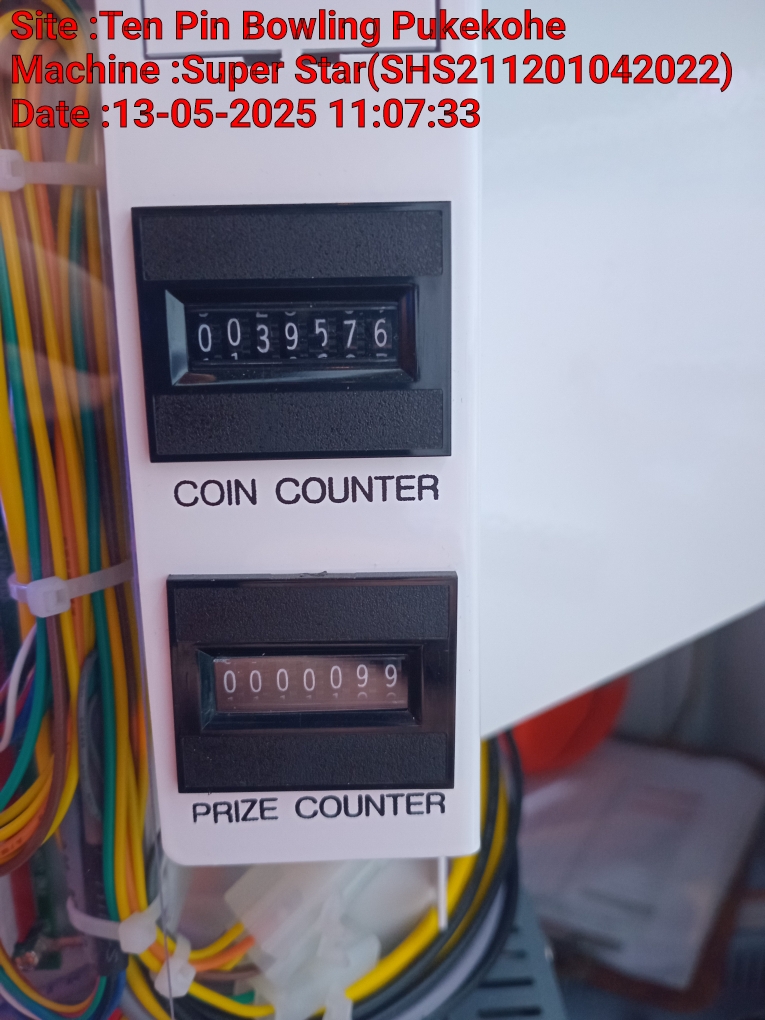 Site :Ten Pin Bowling Pukekohe
Machine :Super Star(SHS211201042022)
Date :13-05-2025 11:07:33
0039576
COIN COUNTER
0000099
PRIZE COUNTER